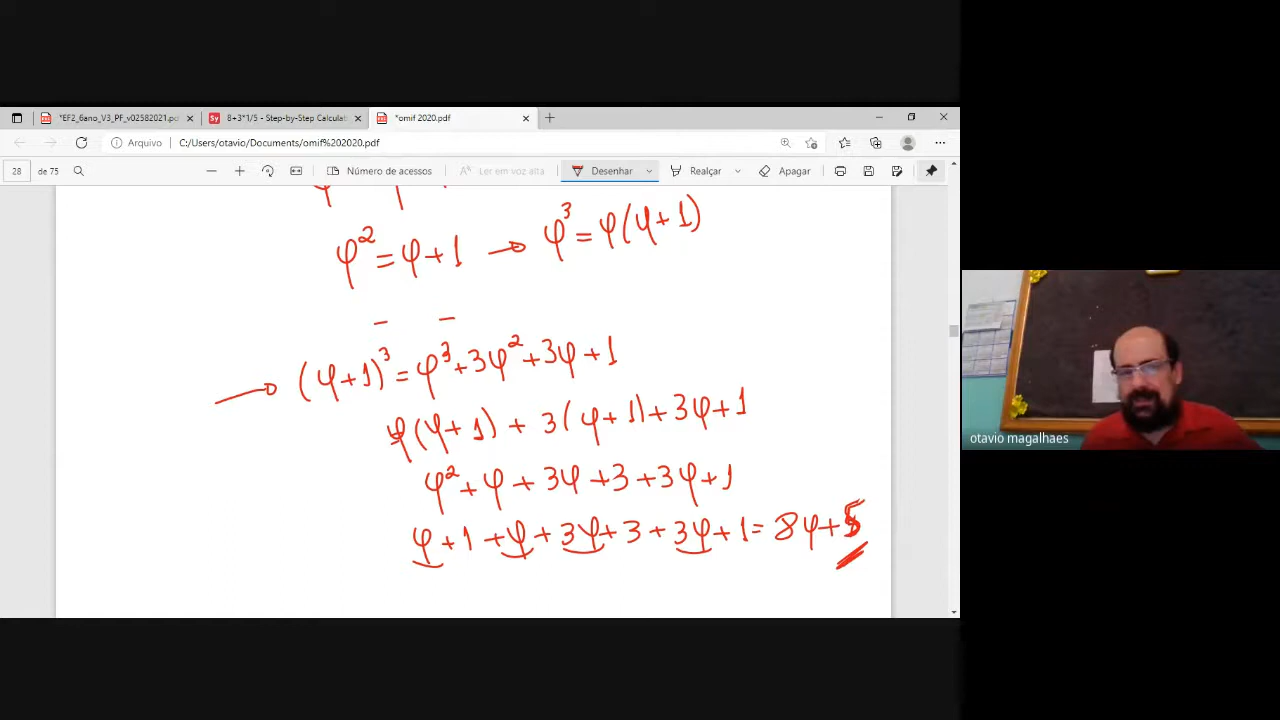 *EF2_6ano_V3_PF_v02582021.pd
8+3*1/5 - Step-by-Step Calculat
*omif 2020.pdf
Arquivo
C:/Users/otavio/Documents/omif%202020.pdf
28
de 75
Número de acessos
Ler em voz alta
Desenhar
Realçar
Apagar
φ² = φ + 1 → φ³ = φ(φ + 1)
→ (φ + 1)³ = φ³ + 3φ² + 3φ + 1
φ(φ + 1) + 3(φ + 1) + 3φ + 1
φ² + φ + 3φ + 3 + 3φ + 1
φ + 1 + φ + 3φ + 3 + 3φ + 1 = 8φ + 5
otavio magalhaes